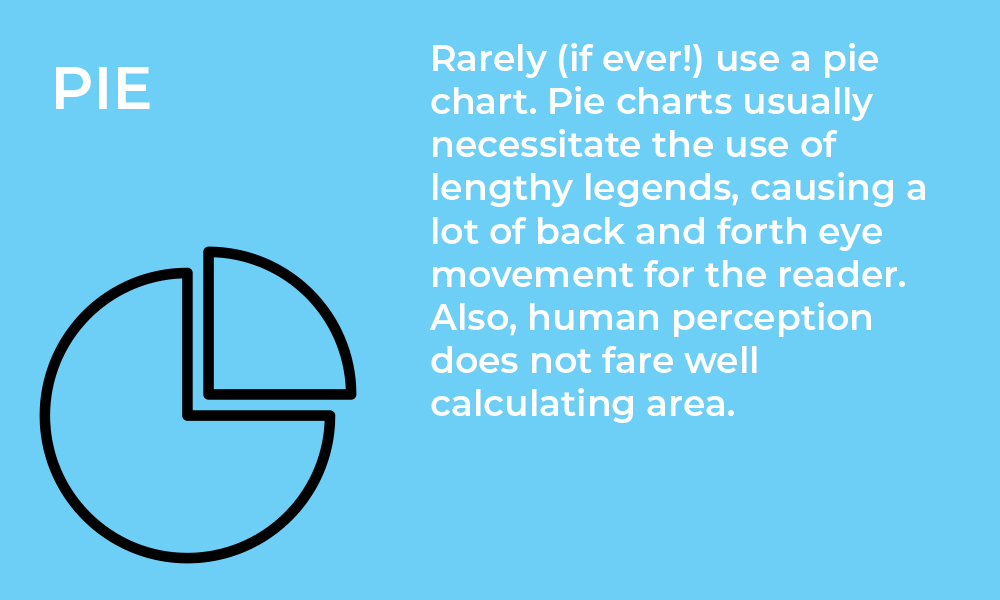 PIE
Rarely (if ever!) use a pie
chart. Pie charts usually
necessitate the use of
lengthy legends, causing a
lot of back and forth eye
movement for the reader.
Also, human perception
does not fare well
calculating area.